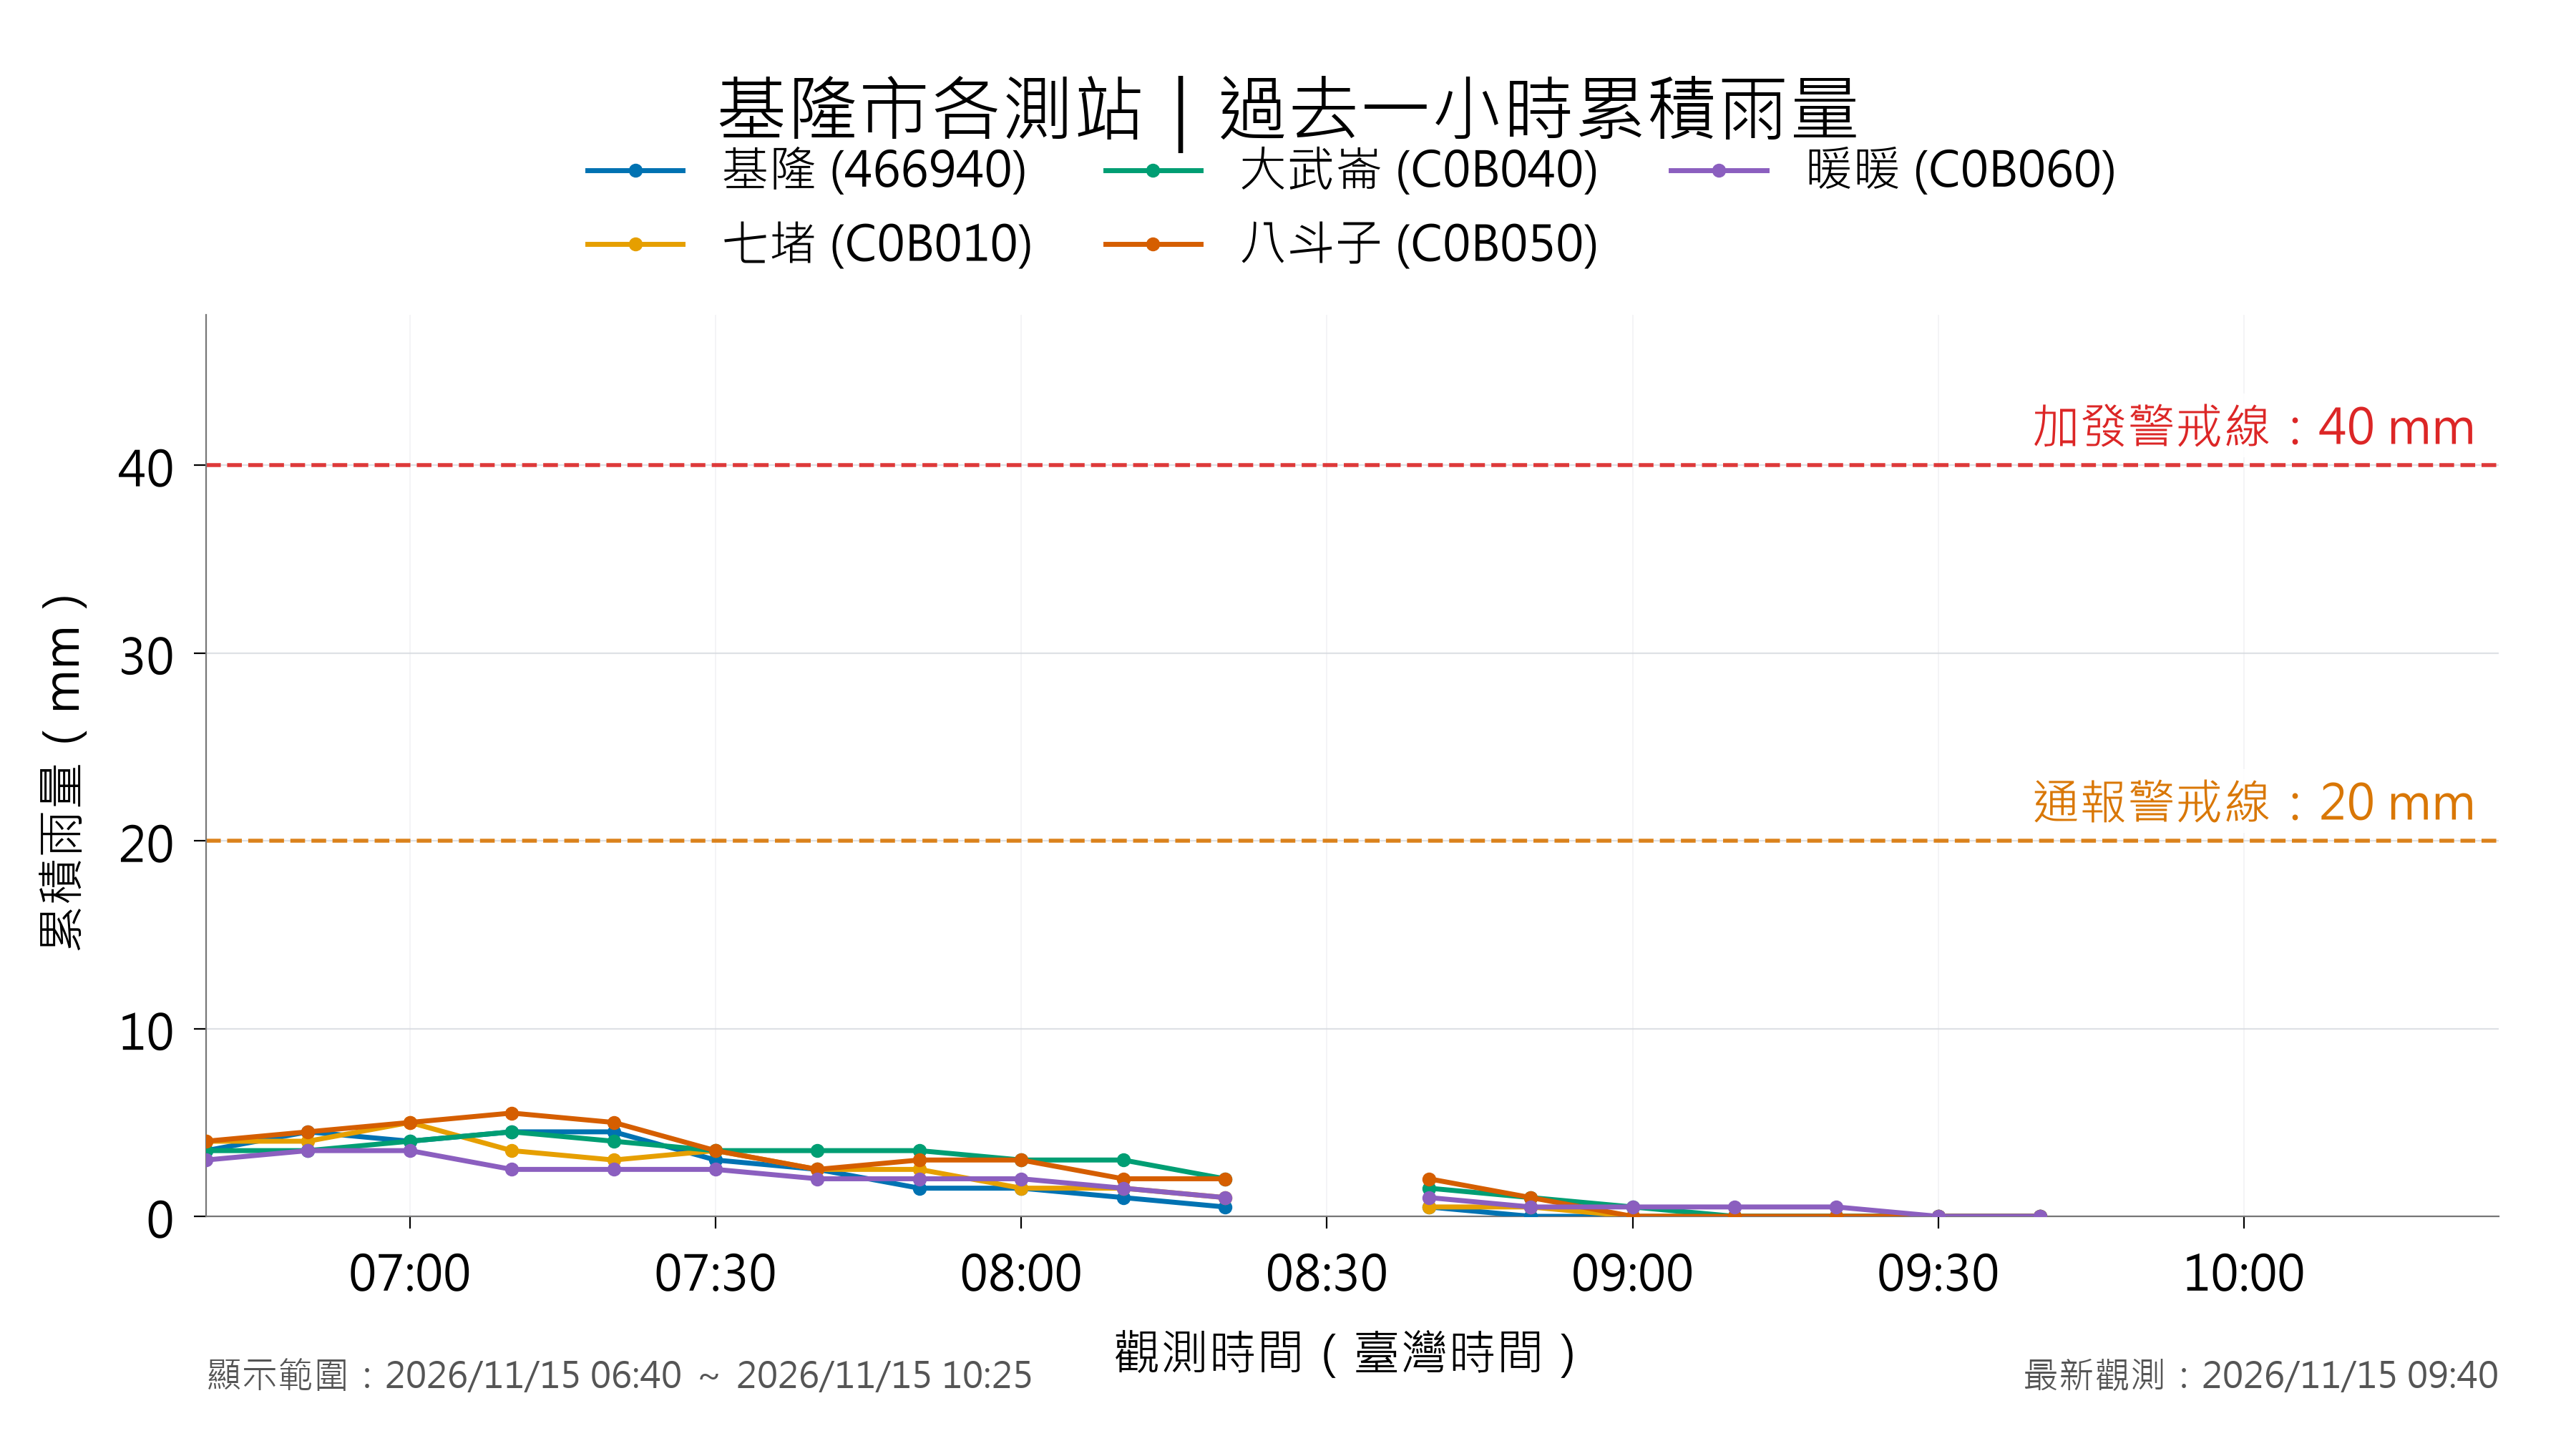 基隆市各測站｜過去一小時累積雨量
基隆 (466940)
大武崙 (C0B040)
暖暖 (C0B060)
七堵 (C0B010)
八斗子 (C0B050)
累積雨量（mm）
40
30
20
10
0
加發警戒線：40 mm
通報警戒線：20 mm
07:00
07:30
08:00
08:30
09:00
09:30
10:00
觀測時間（臺灣時間）
顯示範圍：2026/11/15 06:40 ~ 2026/11/15 10:25
最新觀測：2026/11/15 09:40